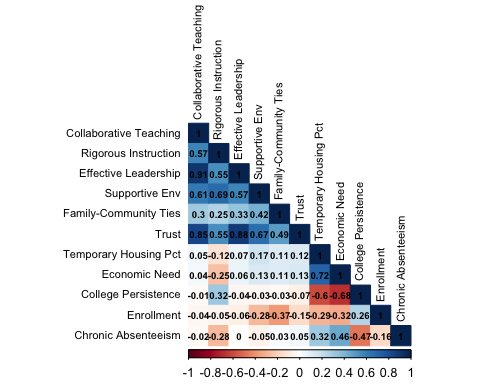 Collaborative Teaching
Rigorous Instruction
Effective Leadership
Supportive Env
Family-Community Ties
Trust
Temporary Housing Pct
Economic Need
College Persistence
Enrollment
Chronic Absenteeism
Collaborative Teaching 1
Rigorous Instruction 0.57 1
Effective Leadership 0.91 0.55 1
Supportive Env 0.61 0.69 0.57 1
Family-Community Ties 0.3 0.25 0.33 0.42 1
Trust 0.85 0.55 0.88 0.67 0.49 1
Temporary Housing Pct 0.05 -0.12 0.07 0.17 0.11 0.12 1
Economic Need 0.04 -0.25 0.06 0.13 0.11 0.13 0.72 1
College Persistence -0.01 0.32 -0.04 -0.03 -0.03 -0.07 -0.6 -0.68 1
Enrollment -0.04 -0.05 -0.06 -0.28 -0.37 -0.15 -0.29 -0.32 0.26 1
Chronic Absenteeism -0.02 -0.28 0 -0.05 -0.03 0.05 0.32 0.46 -0.47 -0.16 1
-1 -0.8 -0.6 -0.4 -0.2 0 0.2 0.4 0.6 0.8 1